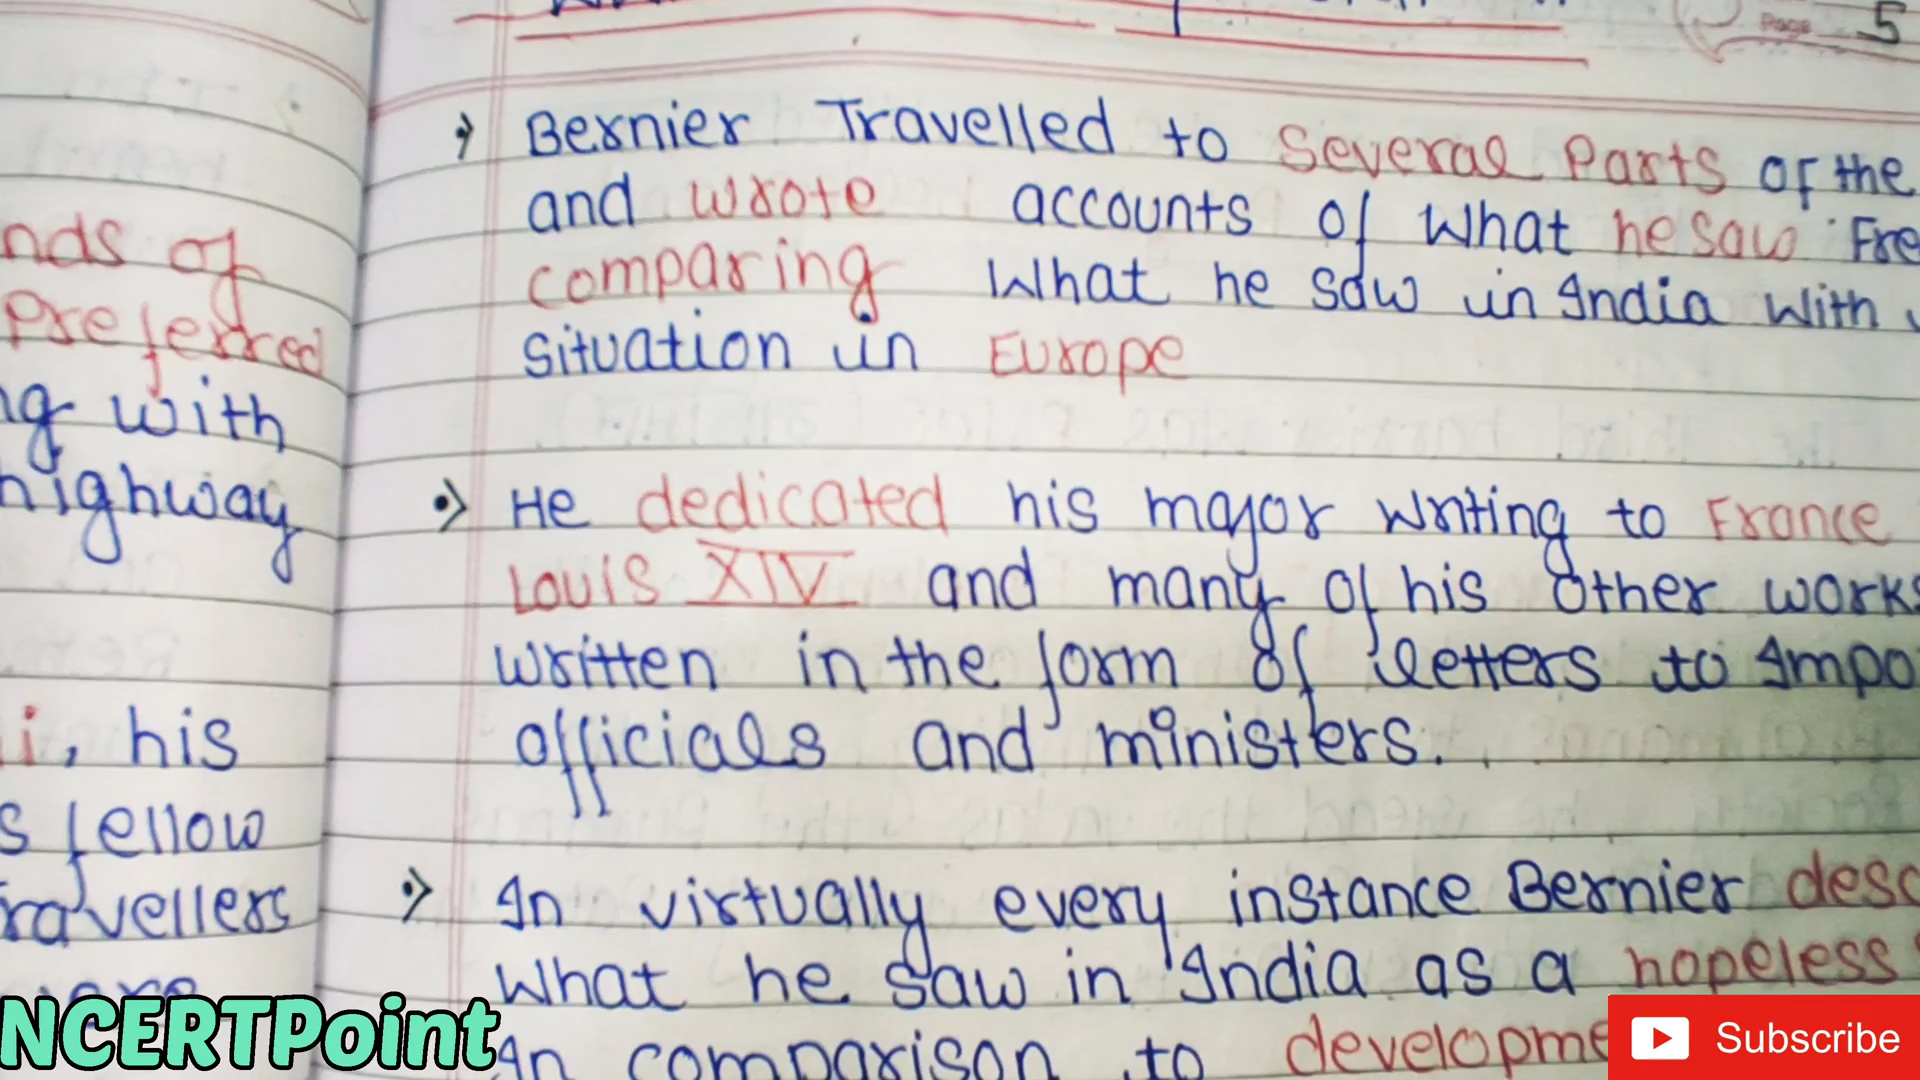 Page 5
nds of
preferred
ng with
highway
i, his
s fellow
ravellers
Bernier Travelled to several parts of the
and wrote accounts of what he saw Fre
comparing what he saw in India with
situation in Europe
He dedicated his major writing to France
Louis XIV and many of his other works
written in the form of letters to Impo
officials and ministers.
In virtually every instance Bernier desc
what he saw in India as a hopeless
In comparison to developme
NCERTPoint
Subscribe